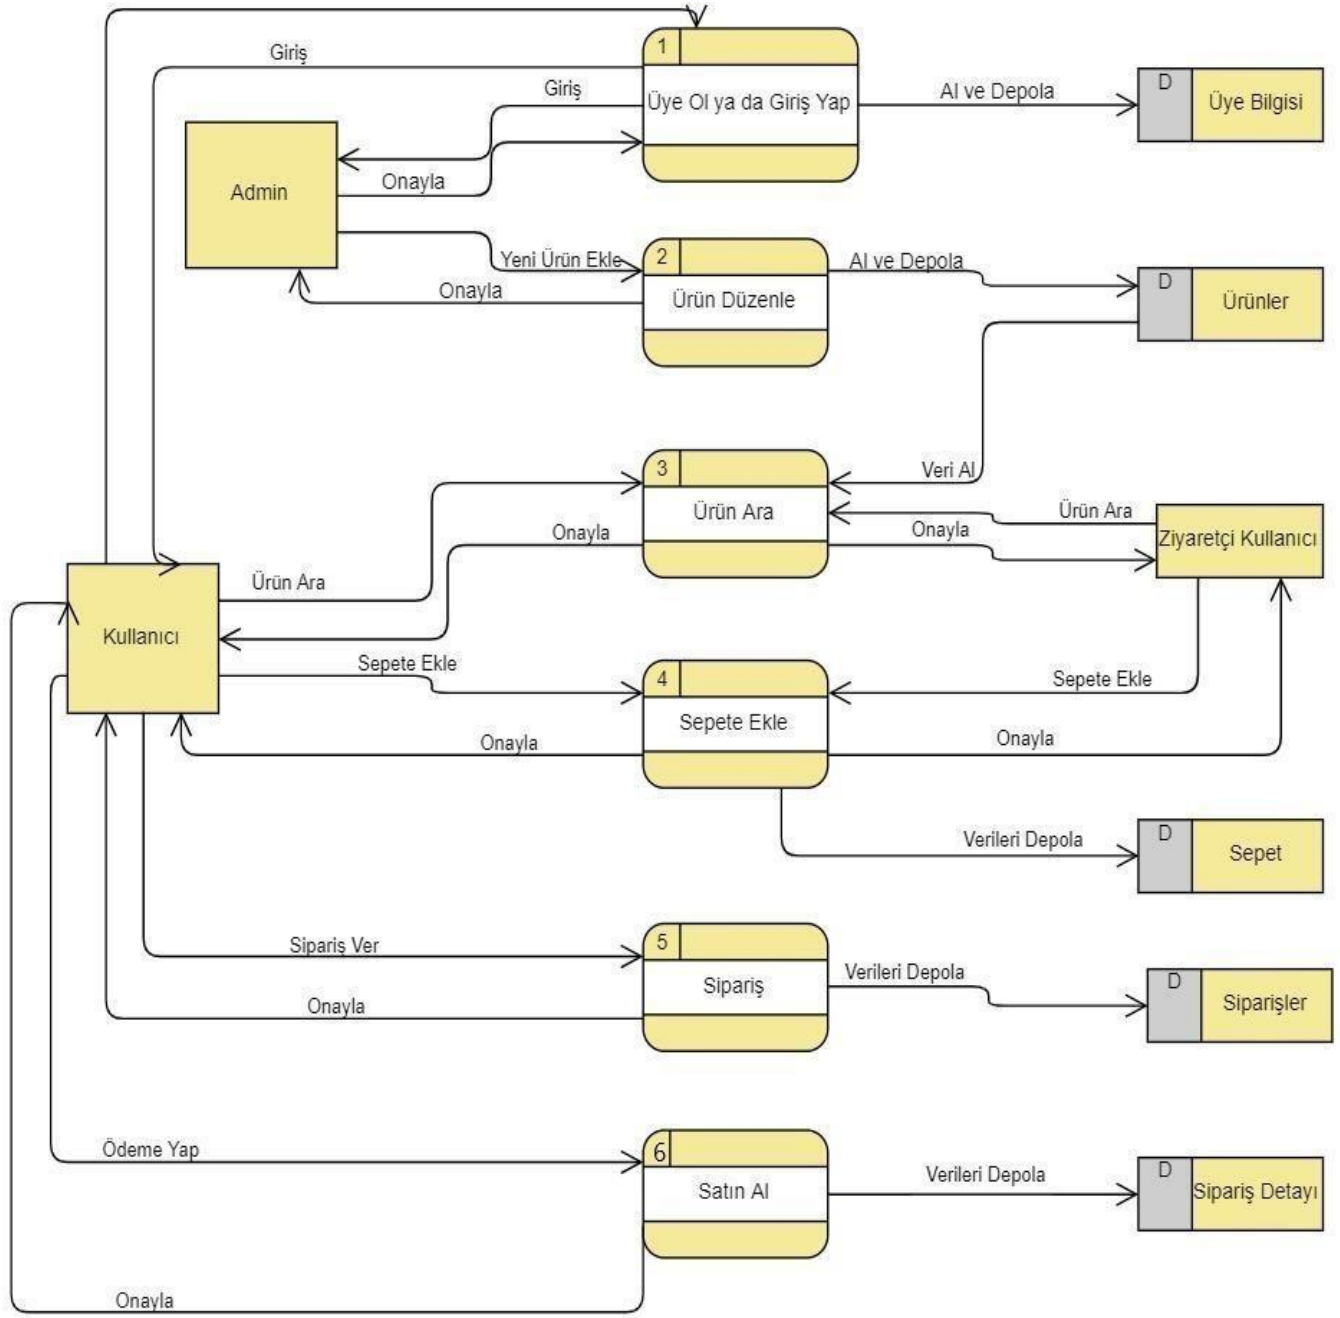 Giriş
1
Giriş
Üye Ol ya da Giriş Yap
Al ve Depola
D
Üye Bilgisi
Admin
Onayla
Yeni Ürün Ekle
2
Al ve Depola
Onayla
Ürün Düzenle
D
Ürünler
3
Veri Al
Ürün Ara
Ürün Ara
Onayla
Onayla
Ziyaretçi Kullanıcı
Ürün Ara
Kullanıcı
Sepete Ekle
4
Sepete Ekle
Sepete Ekle
Onayla
Onayla
Verileri Depola
D
Sepet
Sipariş Ver
5
Sipariş
Verileri Depola
D
Siparişler
Onayla
Ödeme Yap
6
Satın Al
Verileri Depola
D
Sipariş Detayı
Onayla